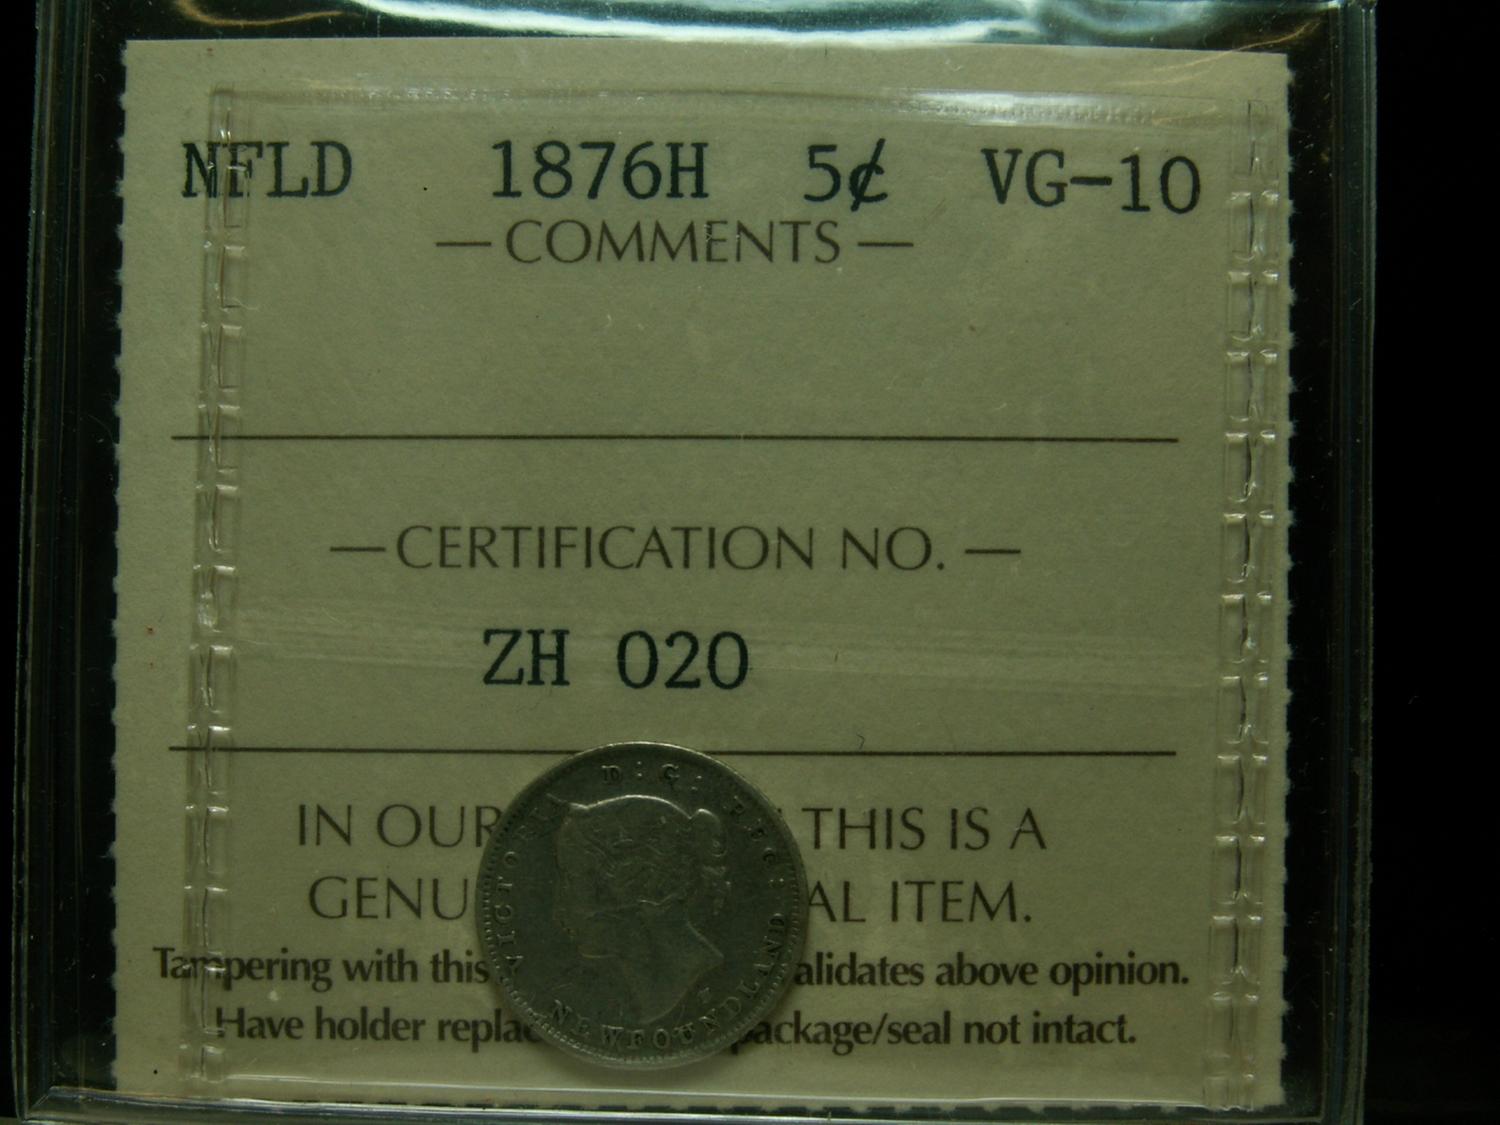 NFLD 1876H 5¢ VG-10
— COMMENTS —
— CERTIFICATION NO. —
ZH 020
IN OUR THIS IS A
GENU AL ITEM.
Tampering with this alidates above opinion.
Have holder replac package/seal not intact.
VICTORIA D:G: REG:
NEWFOUNDLAND